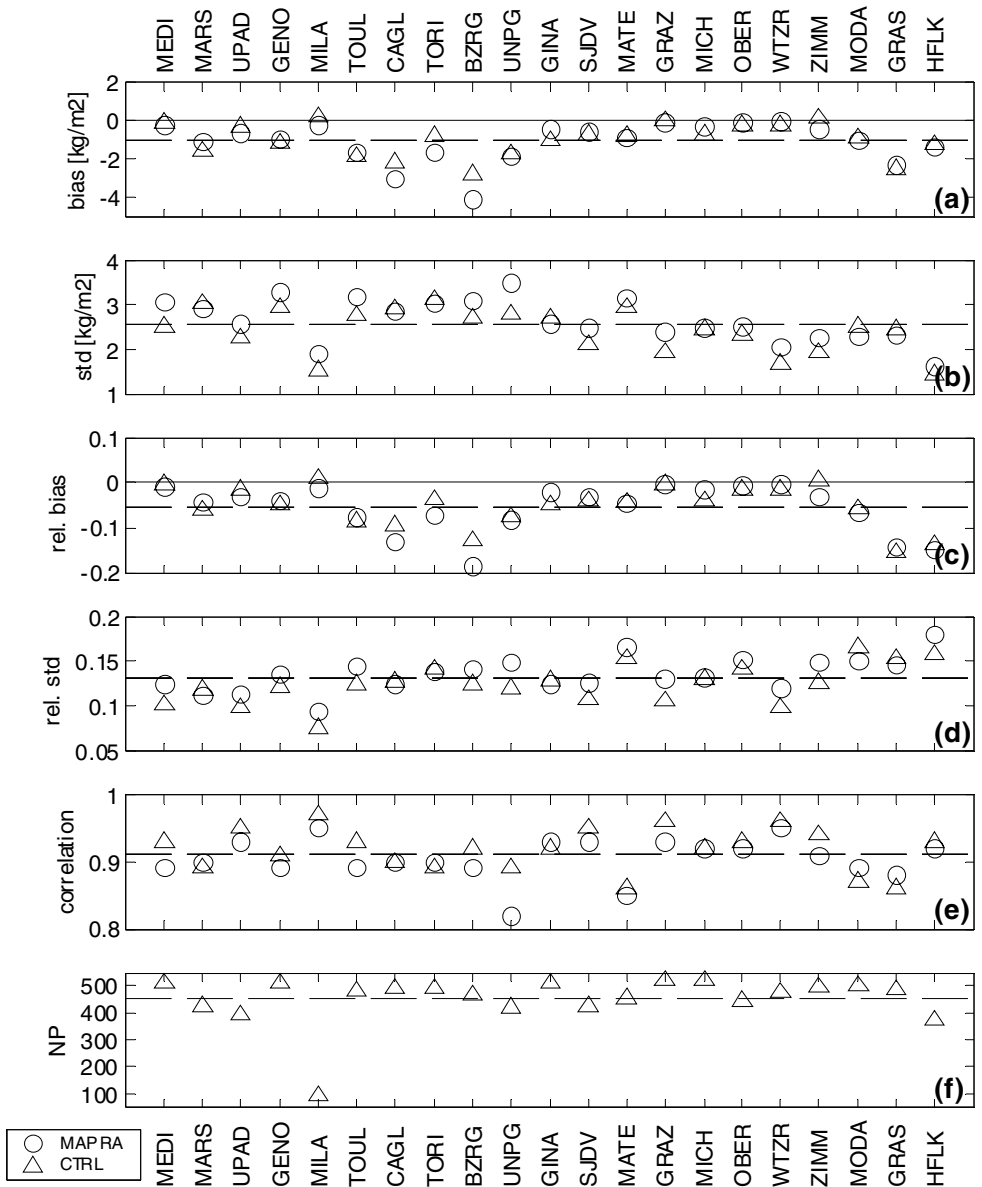 MEDI MARS UPAD GENO MILA TOUL CAGL TORI BZRG UNPG GINA SJDV MATE GRAZ MICH OBER WTZR ZIMM MODA GRAS HFLK
bias [kg/m2]
2
0
-2
-4
(a)
std [kg/m2]
4
3
2
1
(b)
rel. bias
0.1
0
-0.1
-0.2
(c)
rel. std
0.2
0.15
0.1
0.05
(d)
correlation
1
0.9
0.8
(e)
NP
500
400
300
200
100
(f)
MEDI MARS UPAD GENO MILA TOUL CAGL TORI BZRG UNPG GINA SJDV MATE GRAZ MICH OBER WTZR ZIMM MODA GRAS HFLK
MAPRA
CTRL